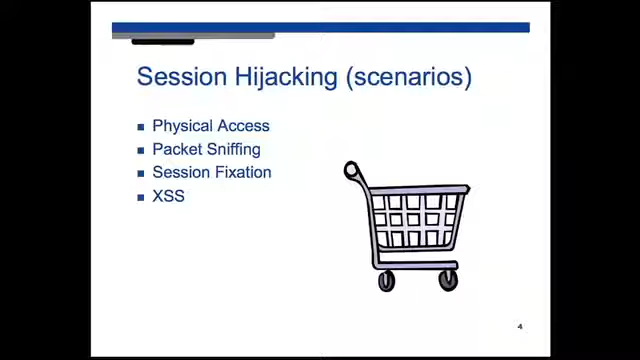 Session Hijacking (scenarios)
Physical Access
Packet Sniffing
Session Fixation
XSS
4